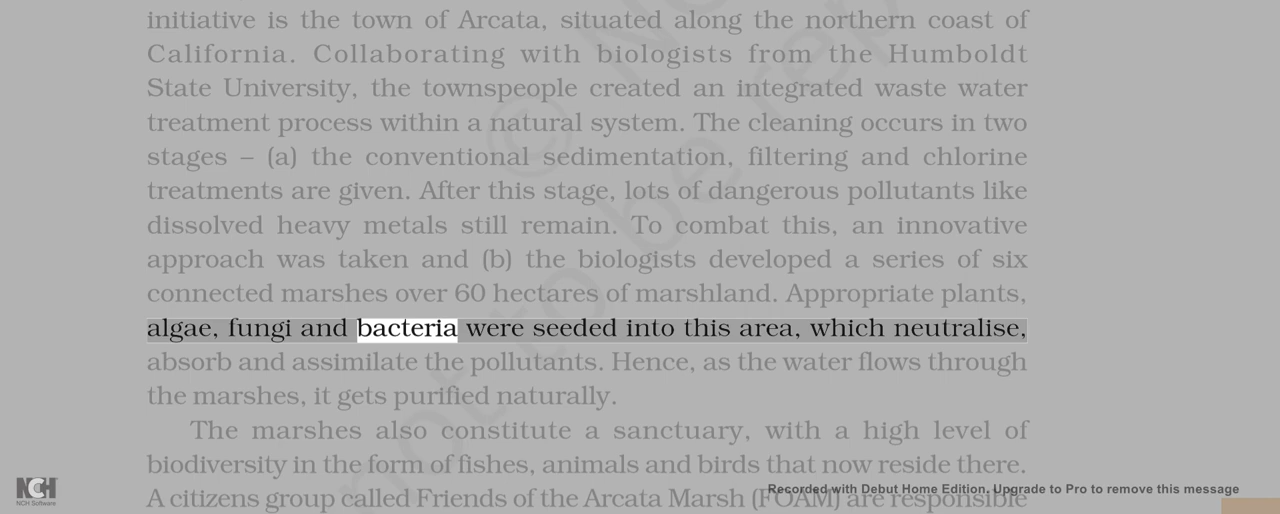 initiative is the town of Arcata, situated along the northern coast of
California. Collaborating with biologists from the Humboldt
State University, the townspeople created an integrated waste water
treatment process within a natural system. The cleaning occurs in two
stages – (a) the conventional sedimentation, filtering and chlorine
treatments are given. After this stage, lots of dangerous pollutants like
dissolved heavy metals still remain. To combat this, an innovative
approach was taken and (b) the biologists developed a series of six
connected marshes over 60 hectares of marshland. Appropriate plants,
algae, fungi and bacteria were seeded into this area, which neutralise,
absorb and assimilate the pollutants. Hence, as the water flows through
the marshes, it gets purified naturally.
The marshes also constitute a sanctuary, with a high level of
biodiversity in the form of fishes, animals and birds that now reside there.
A citizens group called Friends of the Arcata Marsh (FOAM) are responsible
Recorded with Debut Home Edition. Upgrade to Pro to remove this message
NCH
NCH Software
© N
not to be rep